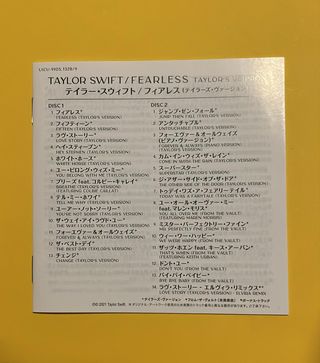 TAYLOR SWIFT/FEARLESS TAYLOR'S VERSION
テイラー・スウィフト/フィアレス(テイラーズ・ヴァージョン)
DISC 1
1 フィアレス*
FEARLESS (TAYLOR'S VERSION)
2 フィフティーン*
FIFTEEN (TAYLOR'S VERSION)
3 ラヴ・ストーリー*
LOVE STORY (TAYLOR'S VERSION)
4 ヘイ・スティーブン*
HEY STEPHEN (TAYLOR'S VERSION)
5 ホワイト・ホース*
WHITE HORSE (TAYLOR'S VERSION)
6 ユー・ビロング・ウィズ・ミー*
YOU BELONG WITH ME (TAYLOR'S VERSION)
7 ブリーズ feat.コルビー・キャレイ*
BREATHE (TAYLOR'S VERSION)
(FEATURING COLBIE CAILLAT)
8 テル・ミー・ホワイ*
TELL ME WHY (TAYLOR'S VERSION)
9 ユーアー・ノット・ソーリー*
YOU'RE NOT SORRY (TAYLOR'S VERSION)
10 ザ・ウェイ・アイ・ラヴド・ユー*
THE WAY I LOVED YOU (TAYLOR'S VERSION)
11 フォーエヴァー&オールウェイズ*
FOREVER & ALWAYS (TAYLOR'S VERSION)
12 ザ・ベスト・デイ*
THE BEST DAY (TAYLOR'S VERSION)
13 チェンジ*
CHANGE (TAYLOR'S VERSION)
DISC 2
1 ジャンプ・ゼン・フォール*
JUMP THEN FALL (TAYLOR'S VERSION)
2 アンタッチャブル*
UNTOUCHABLE (TAYLOR'S VERSION)
3 フォーエヴァー&オールウェイズ
(ピアノ・ヴァージョン)*
FOREVER & ALWAYS (PIANO VERSION)
(TAYLOR'S VERSION)
4 カム・イン・ウィズ・ザ・レイン*
COME IN WITH THE RAIN (TAYLOR'S VERSION)
5 スーパースター*
SUPERSTAR (TAYLOR'S VERSION)
6 ジ・アザー・サイド・オブ・ザ・ドア*
THE OTHER SIDE OF THE DOOR (TAYLOR'S VERSION)
7 トゥデイ・ワズ・ア・フェアリーテイル*
TODAY WAS A FAIRYTALE (TAYLOR'S VERSION)
8 ユー・オール・オーヴァー・ミー
feat.マレン・モリス*
YOU ALL OVER ME (FROM THE VAULT)
(FEATURING MAREN MORRIS)
9 ミスター・パーフェクトリー・ファイン*
MR. PERFECTLY FINE (FROM THE VAULT)
10 ウィー・ワー・ハッピー*
WE WERE HAPPY (FROM THE VAULT)
11 ザッツ・ホエン feat.キース・アーバン*
THAT'S WHEN (FROM THE VAULT)
(FEATURING KEITH URBAN)
12 ドント・ユー*
DON'T YOU (FROM THE VAULT)
13 バイ・バイ・ベイビー*
BYE BYE BABY (FROM THE VAULT)
14 ラヴ・ストーリー - エルヴィラ・リミックス*
LOVE STORY (TAYLOR'S VERSION) - ELVIRA REMIX